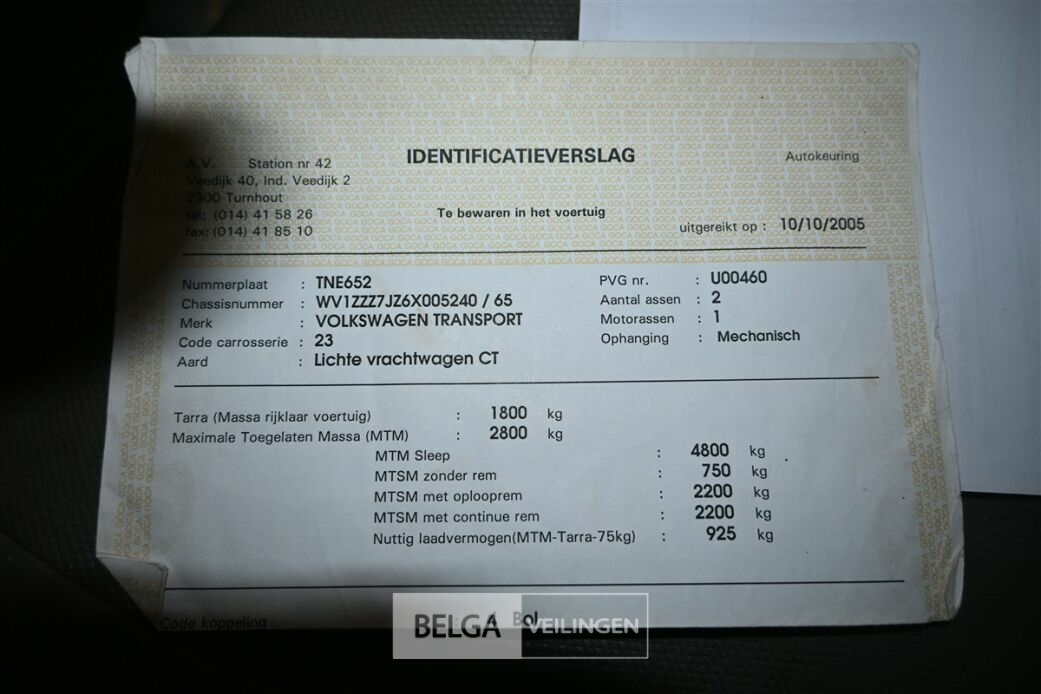 A.V. Station nr 42
IDENTIFICATIEVERSLAG
Autokeuring
Veedijk 40, Ind. Veedijk 2
2300 Turnhout
tel: (014) 41 58 26
Te bewaren in het voertuig
uitgereikt op : 10/10/2005
fax: (014) 41 85 10
Nummerplaat : TNE652
PVG nr. : U00460
Chassisnummer : WV1ZZZ7JZ6X005240 / 65
Aantal assen : 2
Merk : VOLKSWAGEN TRANSPORT
Motorassen : 1
Code carrosserie : 23
Ophanging : Mechanisch
Aard : Lichte vrachtwagen CT
Tarra (Massa rijklaar voertuig) : 1800 kg
Maximale Toegelaten Massa (MTM) : 2800 kg
MTM Sleep : 4800 kg
MTSM zonder rem : 750 kg
MTSM met oplooprem : 2200 kg
MTSM met continue rem : 2200 kg
Nuttig laadvermogen(MTM-Tarra-75kg) : 925 kg
Code koppeling : A Bol
BELGA VEILINGEN